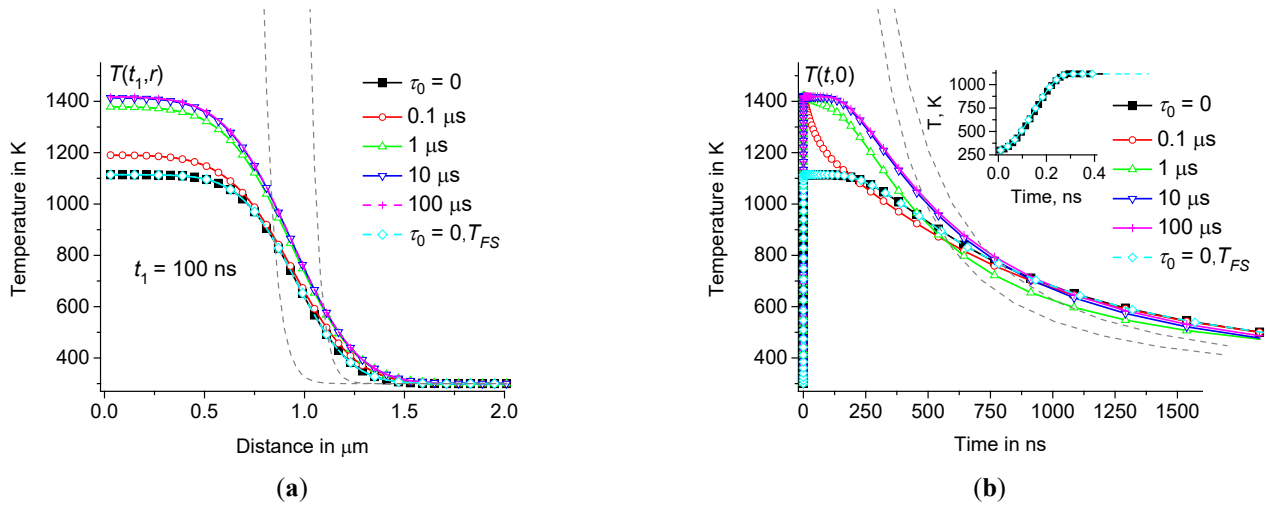 T(t1,r)
Temperature in K
1400
1200
1000
800
600
400
0.0
0.5
1.0
1.5
2.0
Distance in μm
τ0 = 0
0.1 μs
1 μs
10 μs
100 μs
τ0 = 0,TFS
t1 = 100 ns
(a)
T(t,0)
Temperature in K
1400
1200
1000
800
600
400
0
250
500
750
1000
1250
1500
Time in ns
T, K
1000
750
500
250
0.0
0.2
0.4
Time, ns
τ0 = 0
0.1 μs
1 μs
10 μs
100 μs
τ0 = 0,TFS
(b)